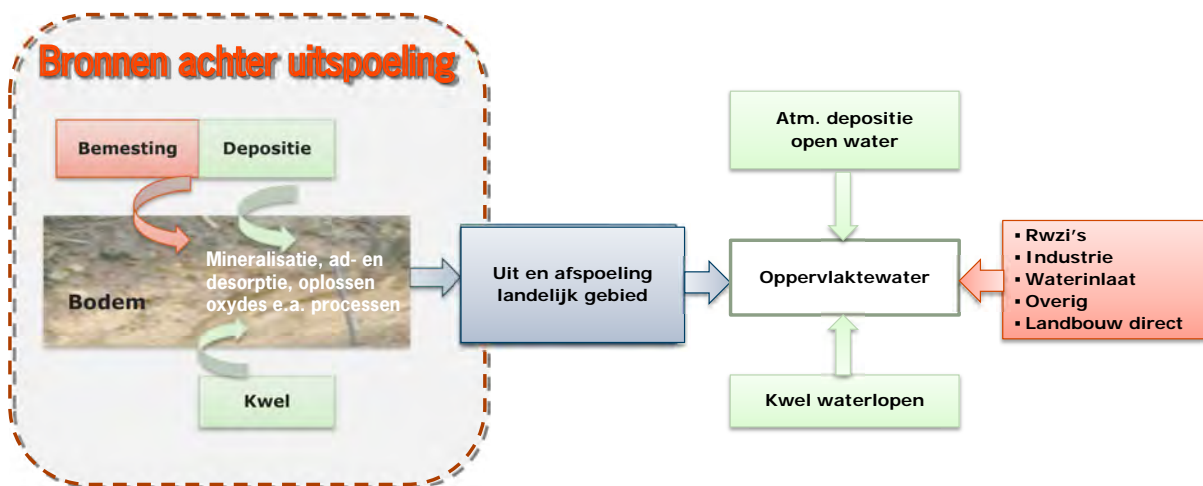 Bronnen achter uitspoeling
Bemesting
Depositie
Mineralisatie, ad- en
desorptie, oplossen
oxydes e.a. processen
Bodem
Kwel
Uit en afspoeling
landelijk gebied
Atm. depositie
open water
Oppervlaktewater
Kwel waterlopen
▪ Rwzi's
▪ Industrie
▪ Waterinlaat
▪ Overig
▪ Landbouw direct